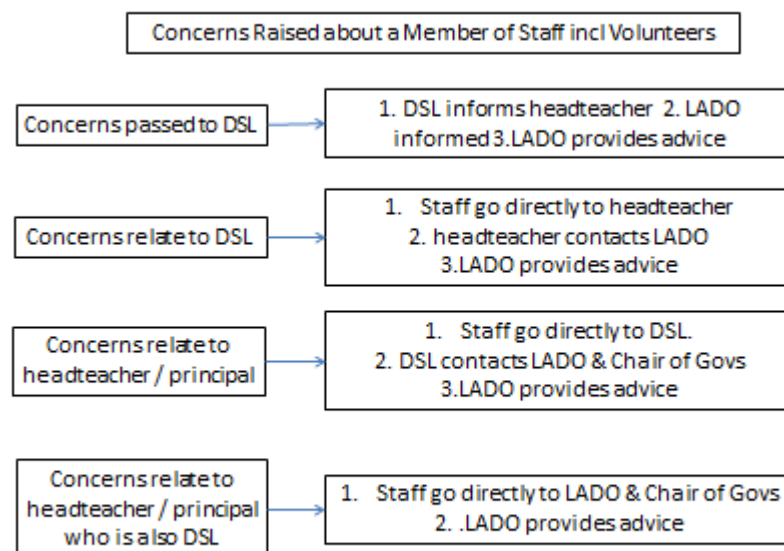 Concerns Raised about a Member of Staff incl Volunteers
Concerns passed to DSL
1. DSL informs headteacher 2. LADO
informed 3.LADO provides advice
Concerns relate to DSL
1. Staff go directly to headteacher
2. headteacher contacts LADO
3.LADO provides advice
Concerns relate to
headteacher / principal
1. Staff go directly to DSL.
2. DSL contacts LADO & Chair of Govs
3.LADO provides advice
Concerns relate to
headteacher / principal
who is also DSL
1. Staff go directly to LADO & Chair of Govs
2. .LADO provides advice